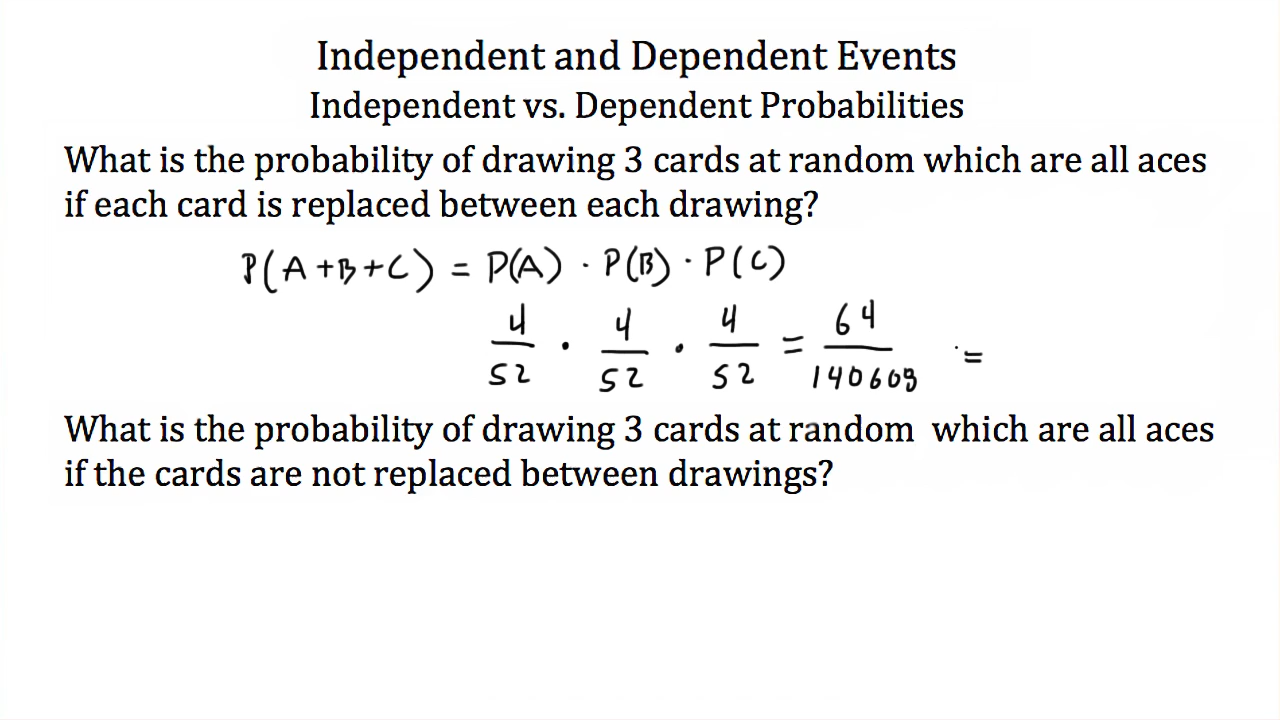 Independent and Dependent Events
Independent vs. Dependent Probabilities
What is the probability of drawing 3 cards at random which are all aces
if each card is replaced between each drawing?
P(A+B+C) = P(A) · P(B) · P(C)
4/52 · 4/52 · 4/52 = 64/140608 =
What is the probability of drawing 3 cards at random which are all aces
if the cards are not replaced between drawings?